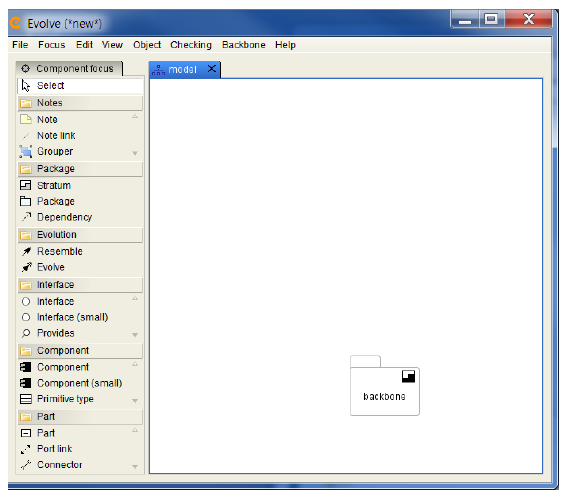 Evolve (*new*)
File Focus Edit View Object Checking Backbone Help
Component focus
model
Select
Notes
Note
Note link
Grouper
Package
Stratum
Package
Dependency
Evolution
Resemble
Evolve
Interface
Interface
Interface (small)
Provides
Component
Component
Component (small)
Primitive type
Part
Part
Port link
Connector
backbone